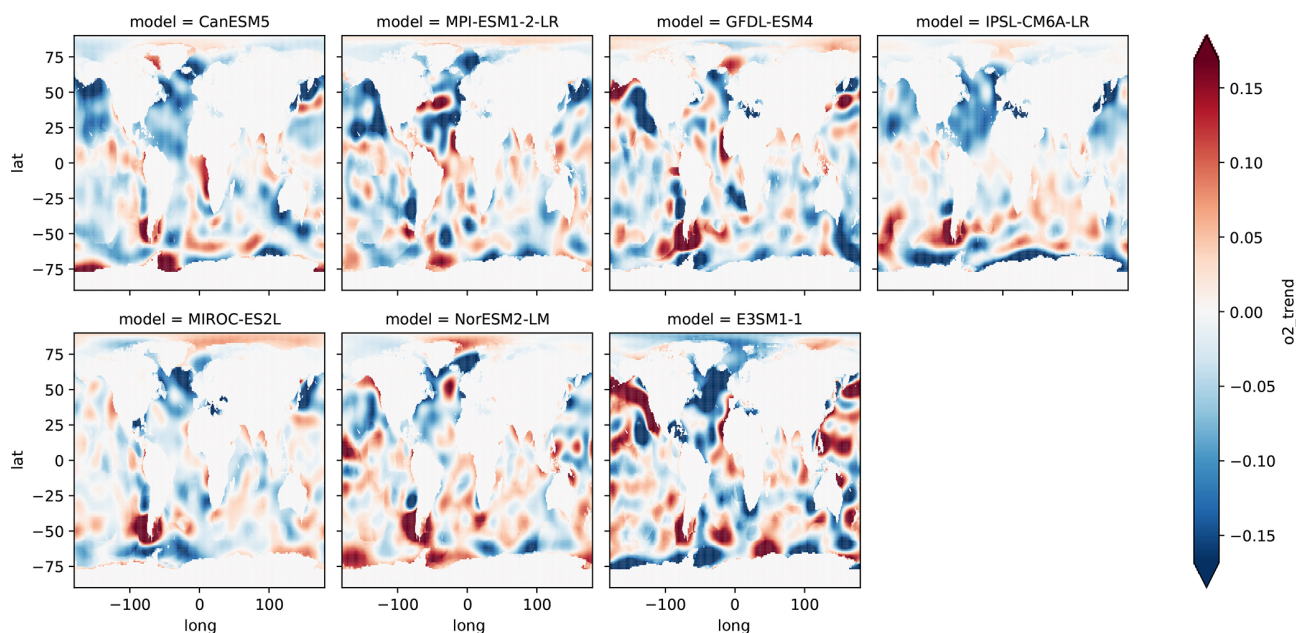 model = CanESM5
model = MPI-ESM1-2-LR
model = GFDL-ESM4
model = IPSL-CM6A-LR
75
50
25
0
−25
−50
−75
lat
model = MIROC-ES2L
model = NorESM2-LM
model = E3SM1-1
75
50
25
0
−25
−50
−75
lat
−100
0
100
long
−100
0
100
long
−100
0
100
long
0.15
0.10
0.05
0.00
−0.05
−0.10
−0.15
o2_trend